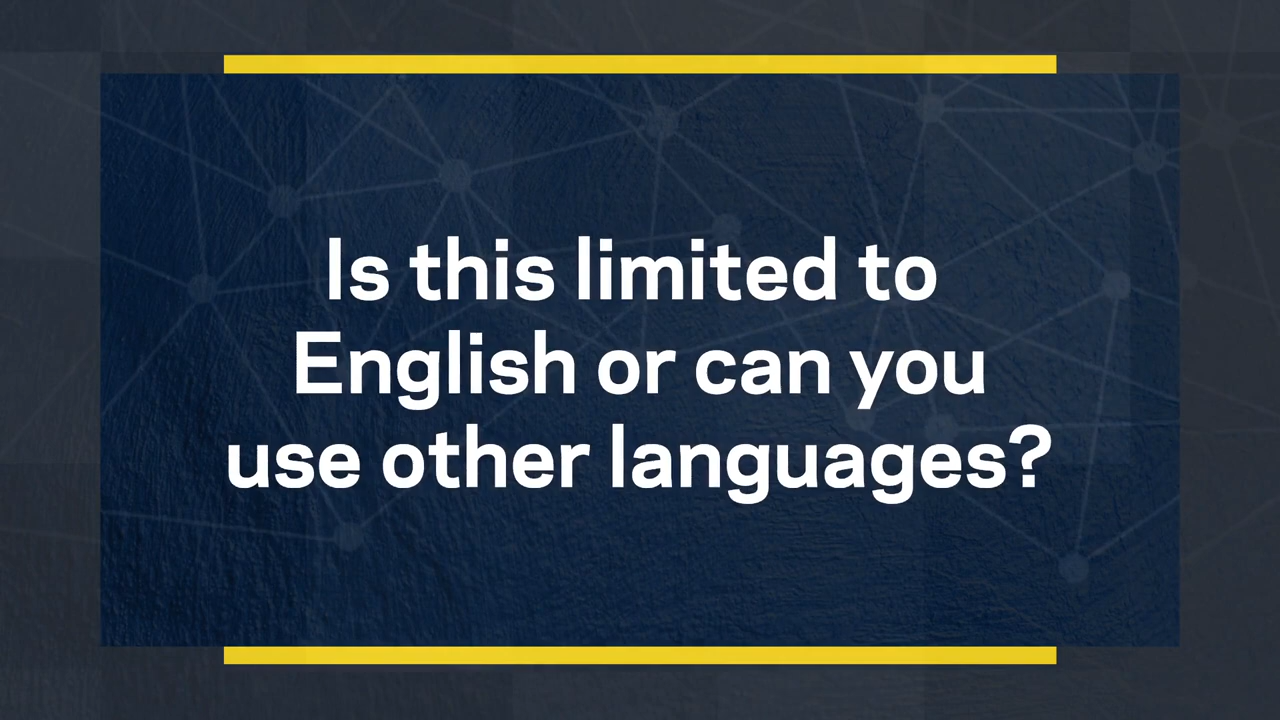 Is this limited to
English or can you
use other languages?